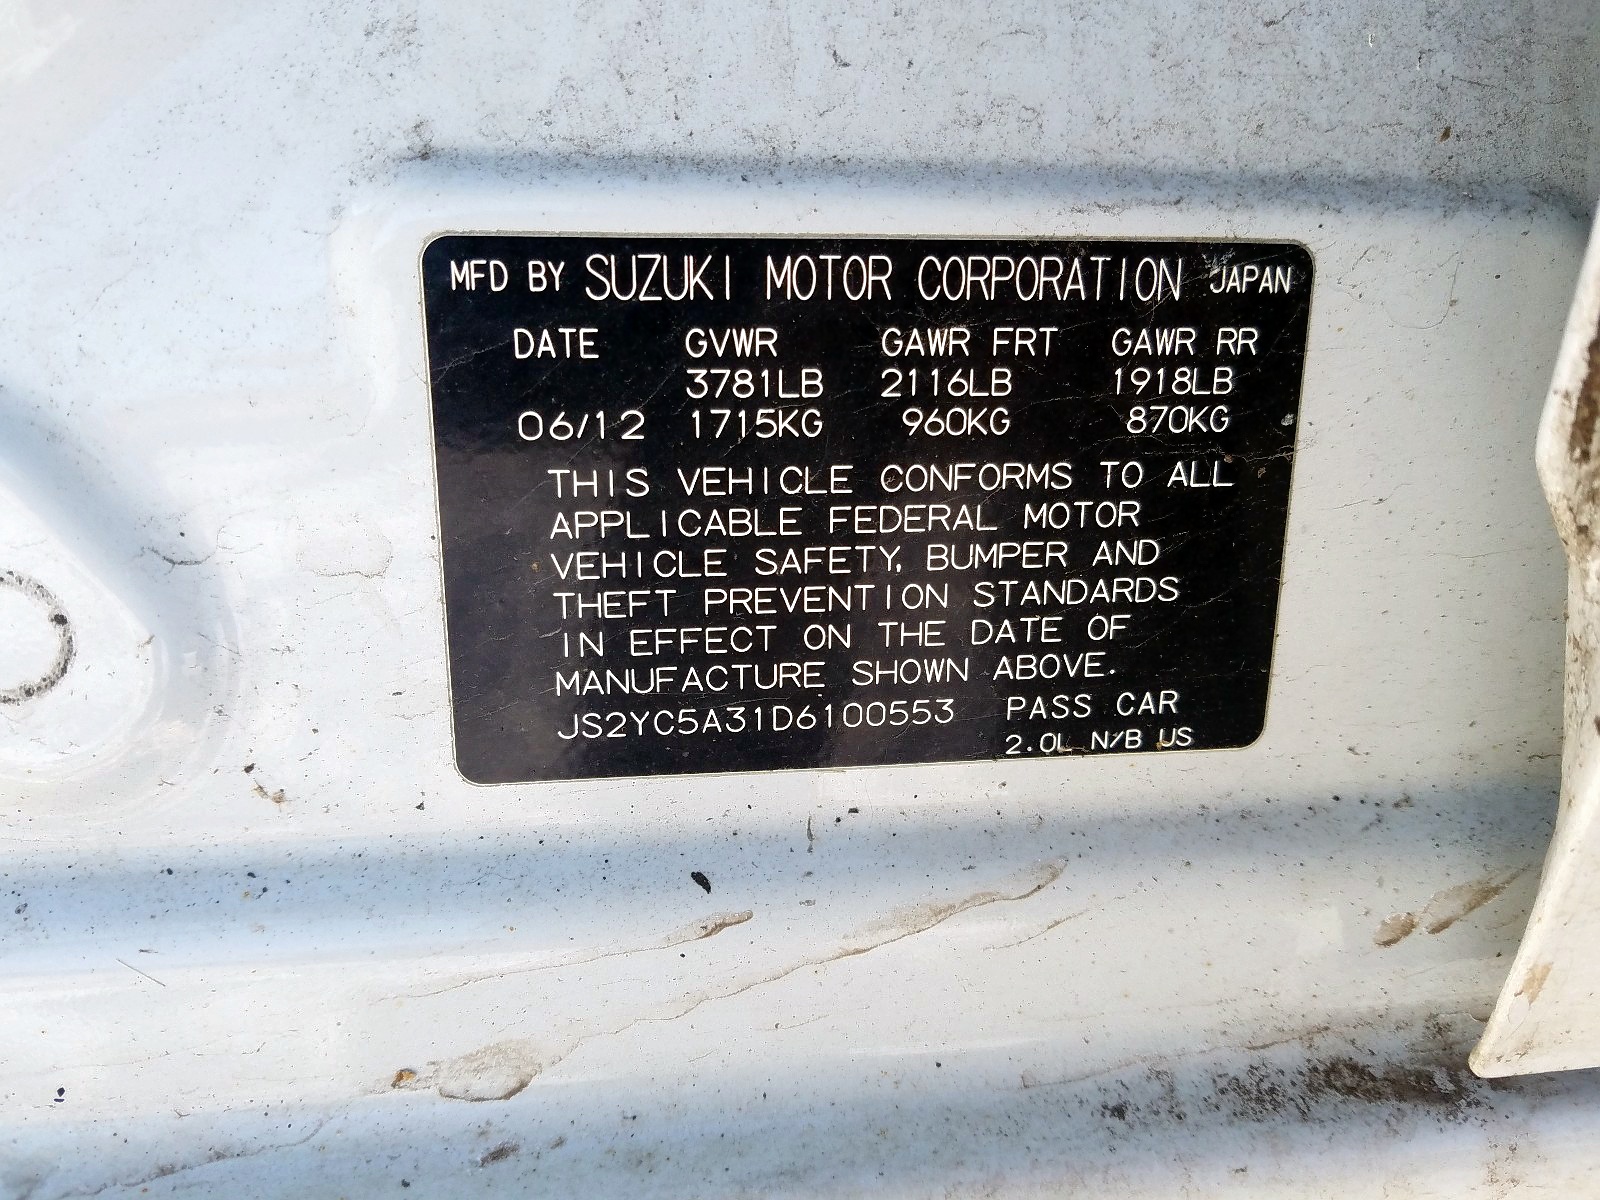 MFD BY SUZUKI MOTOR CORPORATION JAPAN
DATE GVWR GAWR FRT GAWR RR
3781LB 2116LB 1918LB
06/12 1715KG 960KG 870KG
THIS VEHICLE CONFORMS TO ALL
APPLICABLE FEDERAL MOTOR
VEHICLE SAFETY, BUMPER AND
THEFT PREVENTION STANDARDS
IN EFFECT ON THE DATE OF
MANUFACTURE SHOWN ABOVE.
JS2YC5A31D6100553 PASS CAR
2.0L N/B US